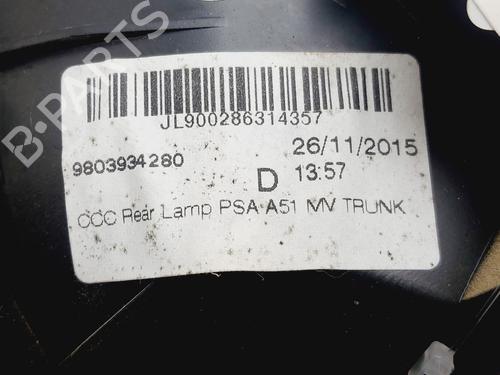 B-PARTS
JL900286314357
9803934280
26/11/2015
D
13:57
CCC Rear Lamp PSA A51 MV TRUNK